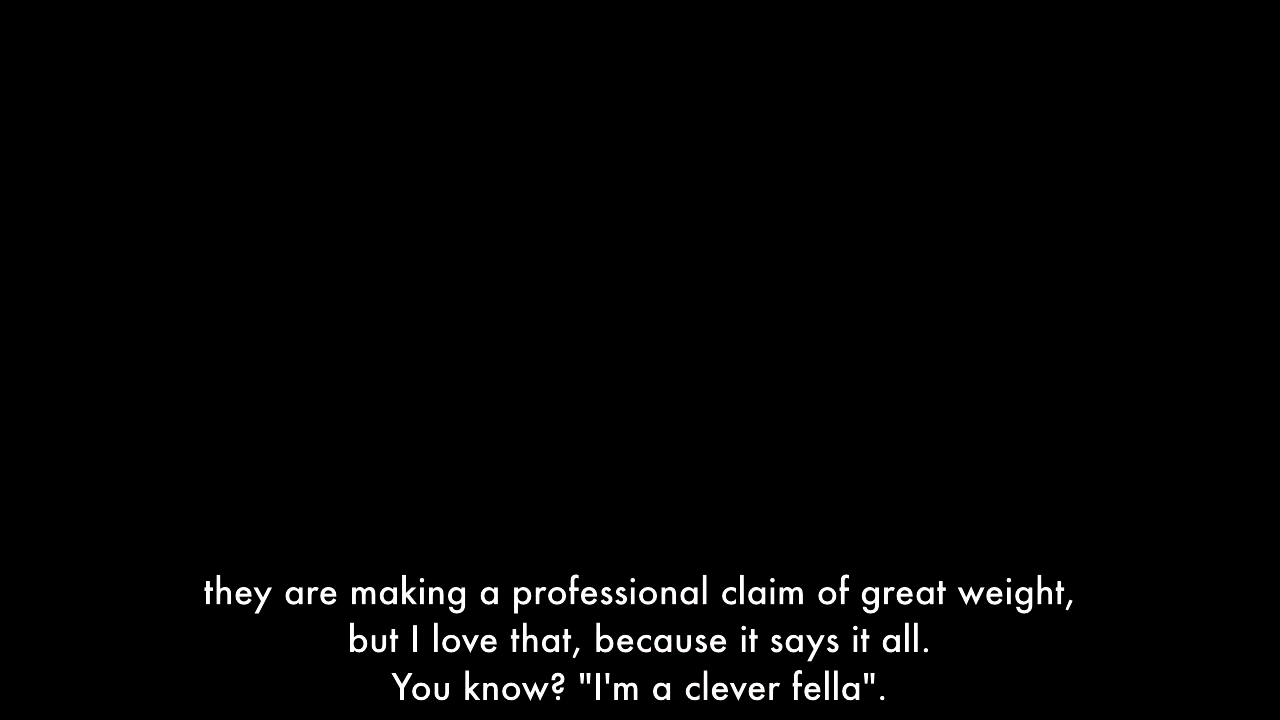 they are making a professional claim of great weight,
but I love that, because it says it all.
You know? "I'm a clever fella".